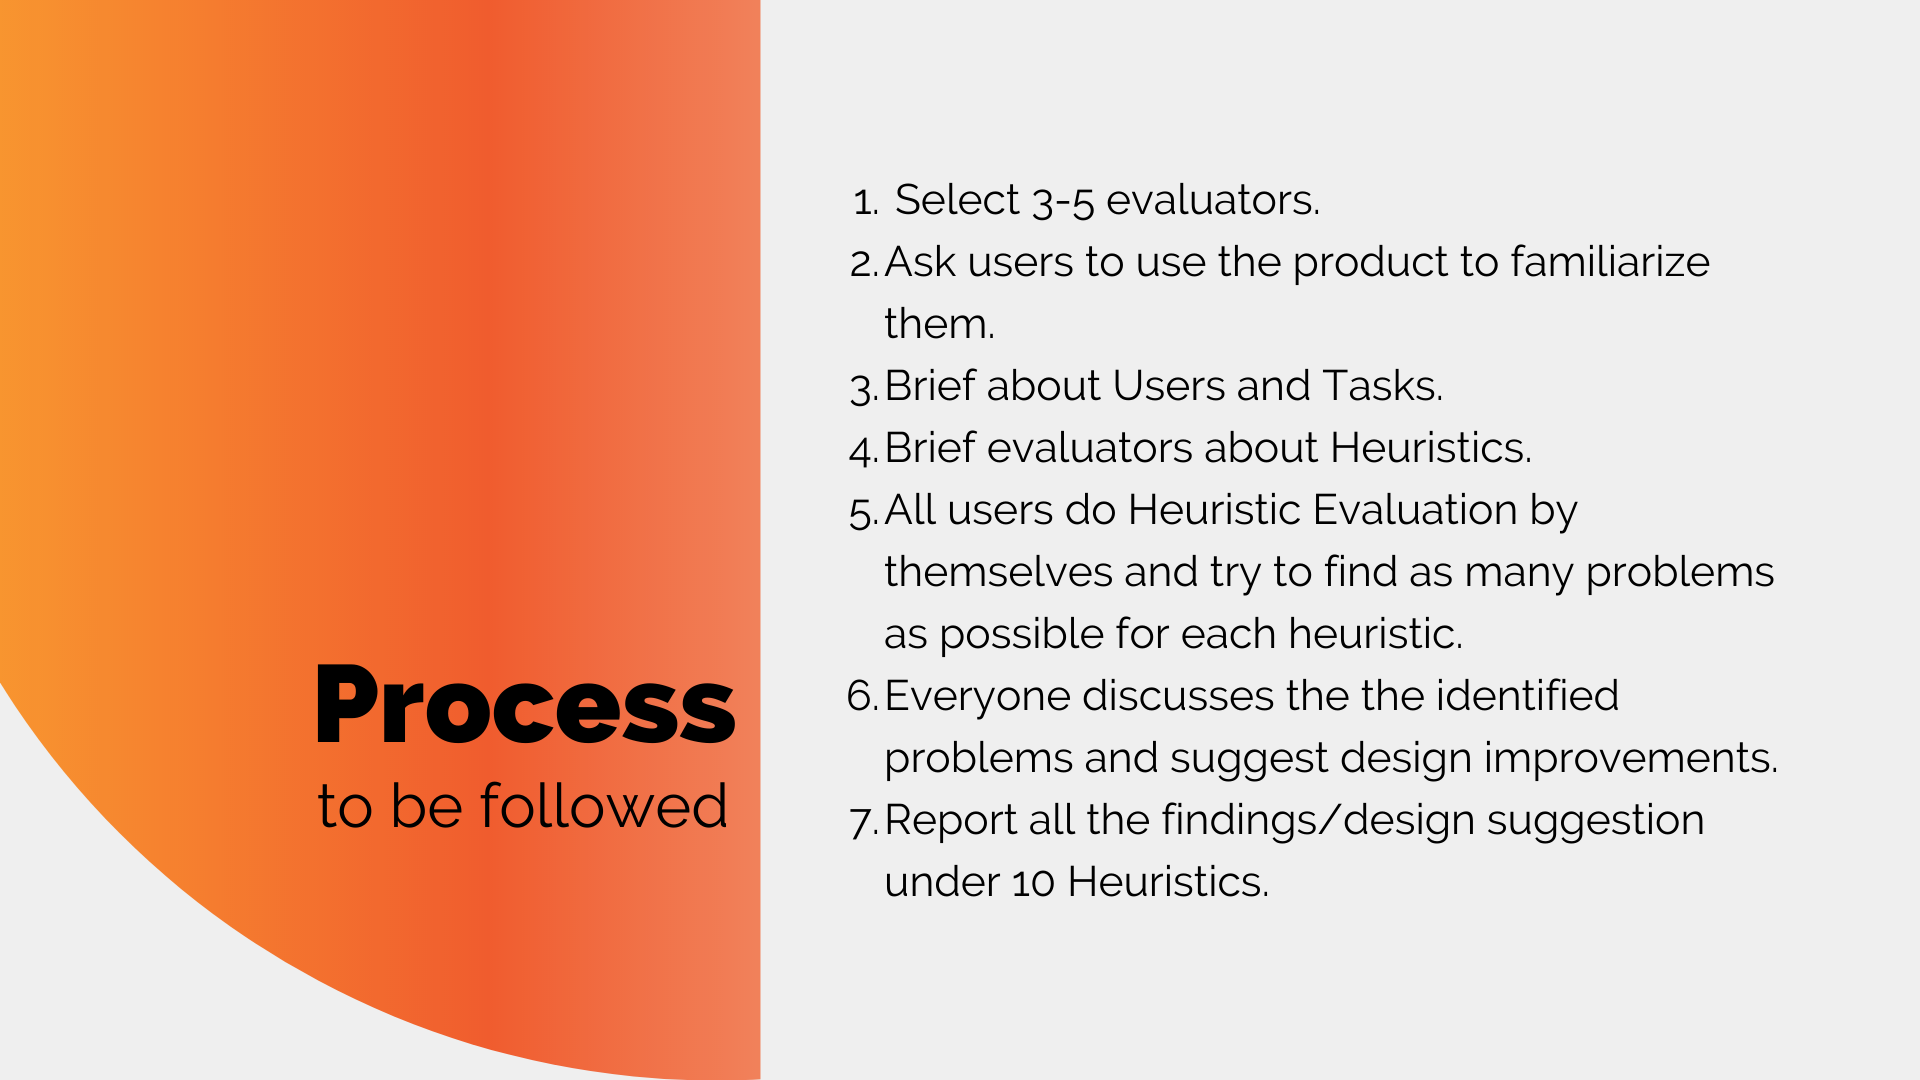 Process
to be followed
1. Select 3-5 evaluators.
2. Ask users to use the product to familiarize
them.
3. Brief about Users and Tasks.
4. Brief evaluators about Heuristics.
5. All users do Heuristic Evaluation by
themselves and try to find as many problems
as possible for each heuristic.
6. Everyone discusses the the identified
problems and suggest design improvements.
7. Report all the findings/design suggestion
under 10 Heuristics.